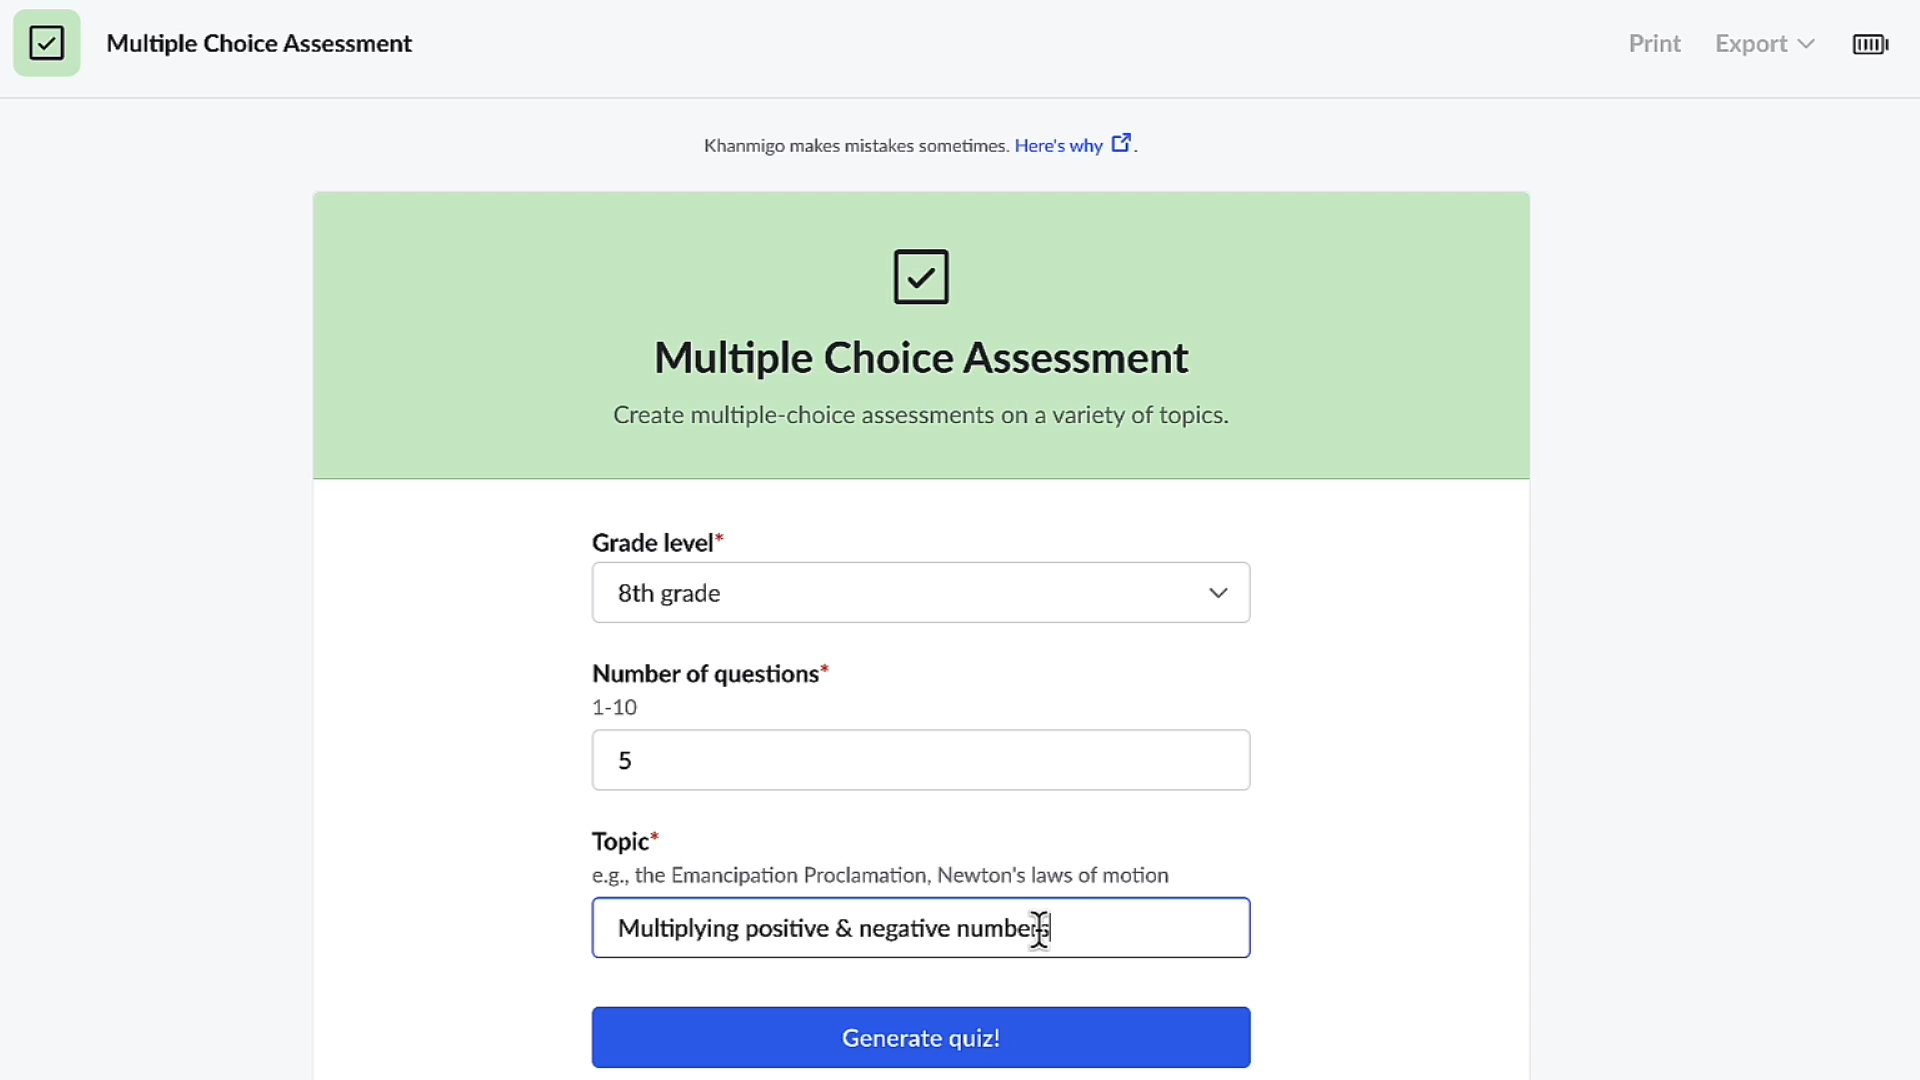 Multiple Choice Assessment
Print Export
Khanmigo makes mistakes sometimes. Here's why.
Multiple Choice Assessment
Create multiple-choice assessments on a variety of topics.
Grade level*
8th grade
Number of questions*
1-10
5
Topic*
e.g., the Emancipation Proclamation, Newton's laws of motion
Multiplying positive & negative numbers
Generate quiz!